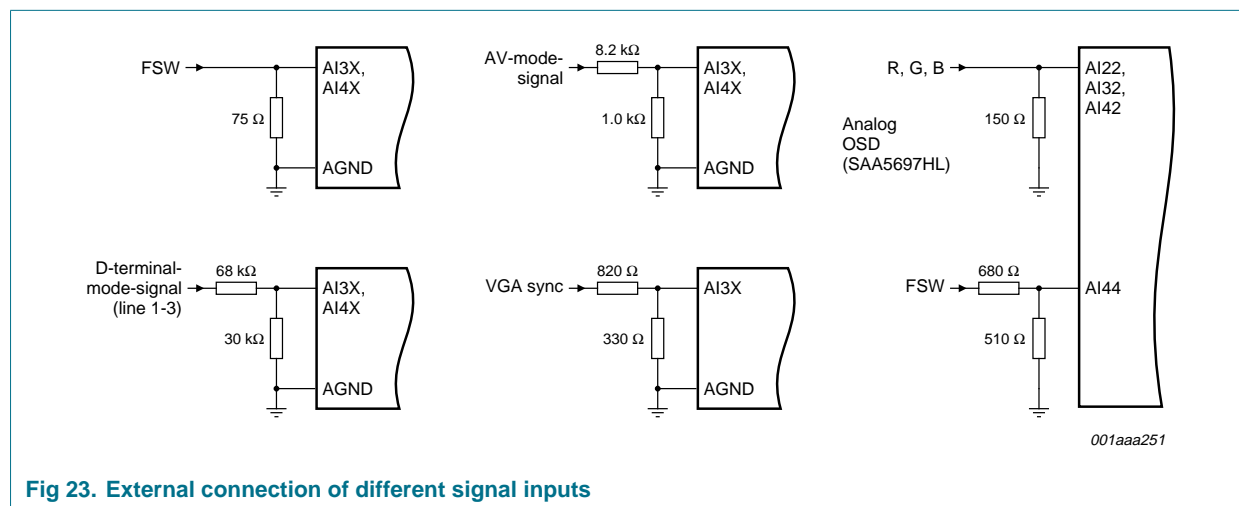 FSW
75 Ω
AI3X,
AI4X
AGND
AV-mode-
signal
8.2 kΩ
1.0 kΩ
AI3X,
AI4X
AGND
R, G, B
Analog
OSD
(SAA5697HL)
150 Ω
AI22,
AI32,
AI42
D-terminal-
mode-signal
(line 1-3)
68 kΩ
30 kΩ
AI3X,
AI4X
AGND
VGA sync
820 Ω
330 Ω
AI3X
AGND
FSW
680 Ω
510 Ω
AI44
001aaa251
Fig 23. External connection of different signal inputs